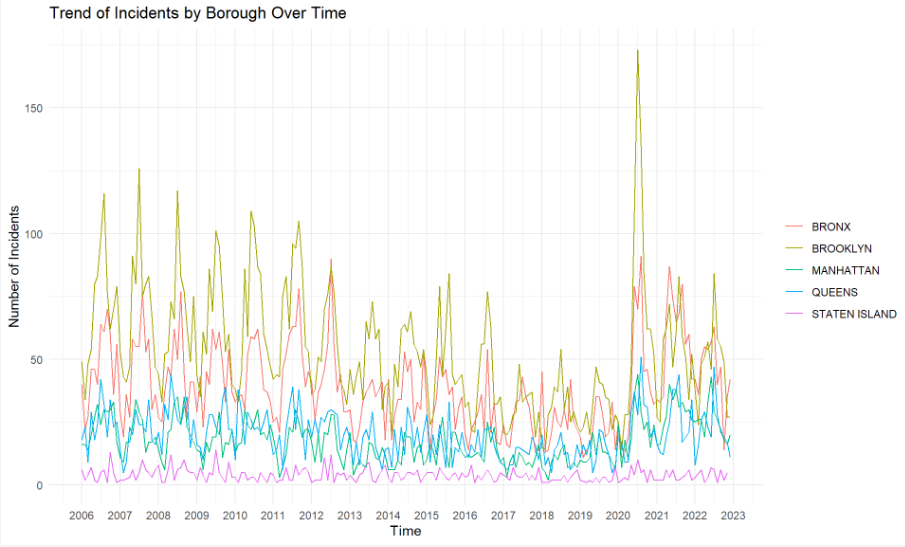 Trend of Incidents by Borough Over Time
Number of Incidents
150
100
50
0
2006 2007 2008 2009 2010 2011 2012 2013 2014 2015 2016 2017 2018 2019 2020 2021 2022 2023
Time
BRONX
BROOKLYN
MANHATTAN
QUEENS
STATEN ISLAND